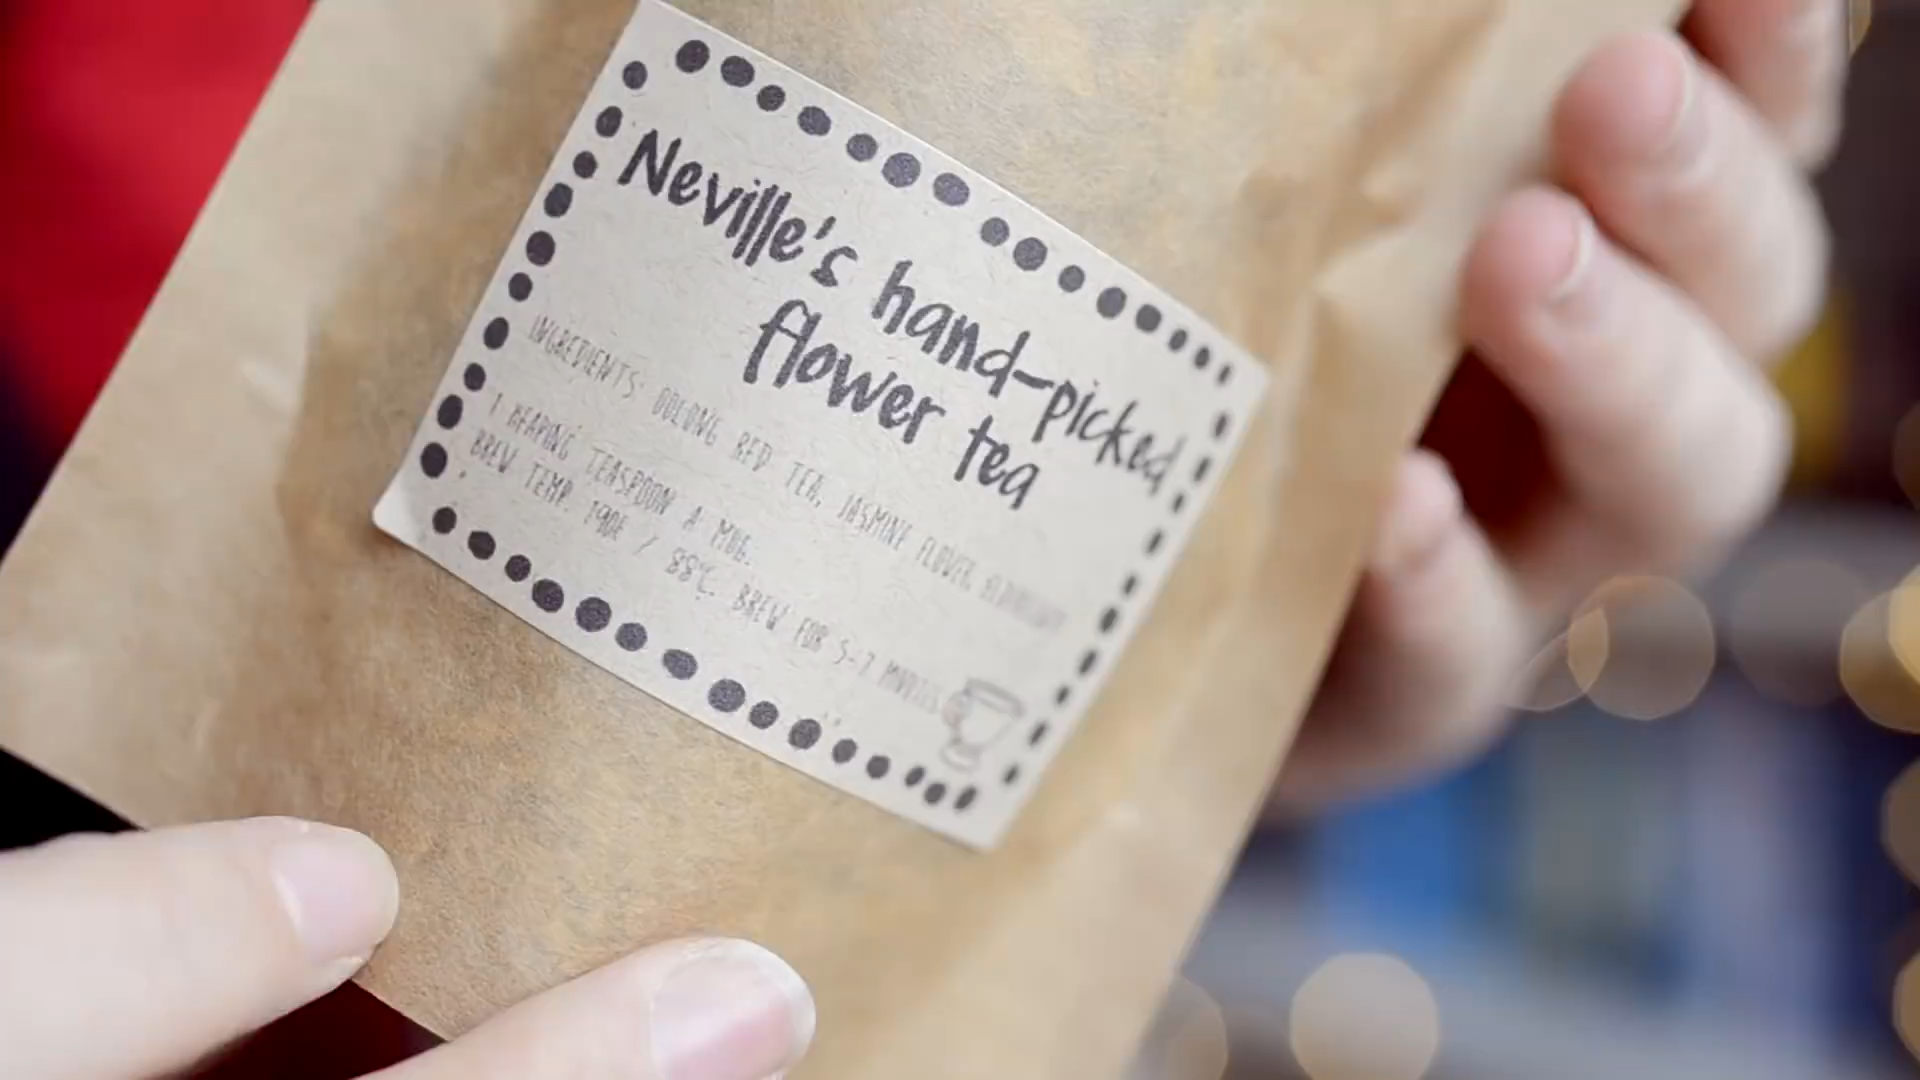 Neville's hand-picked
flower tea
INGREDIENTS: OOLONG RED TEA, JASMINE FLOWER,
1 HEAPING TEASPOON A MUG.
BREW TEMP. 190F / 88°C. BREW FOR 5-7 MINUTES